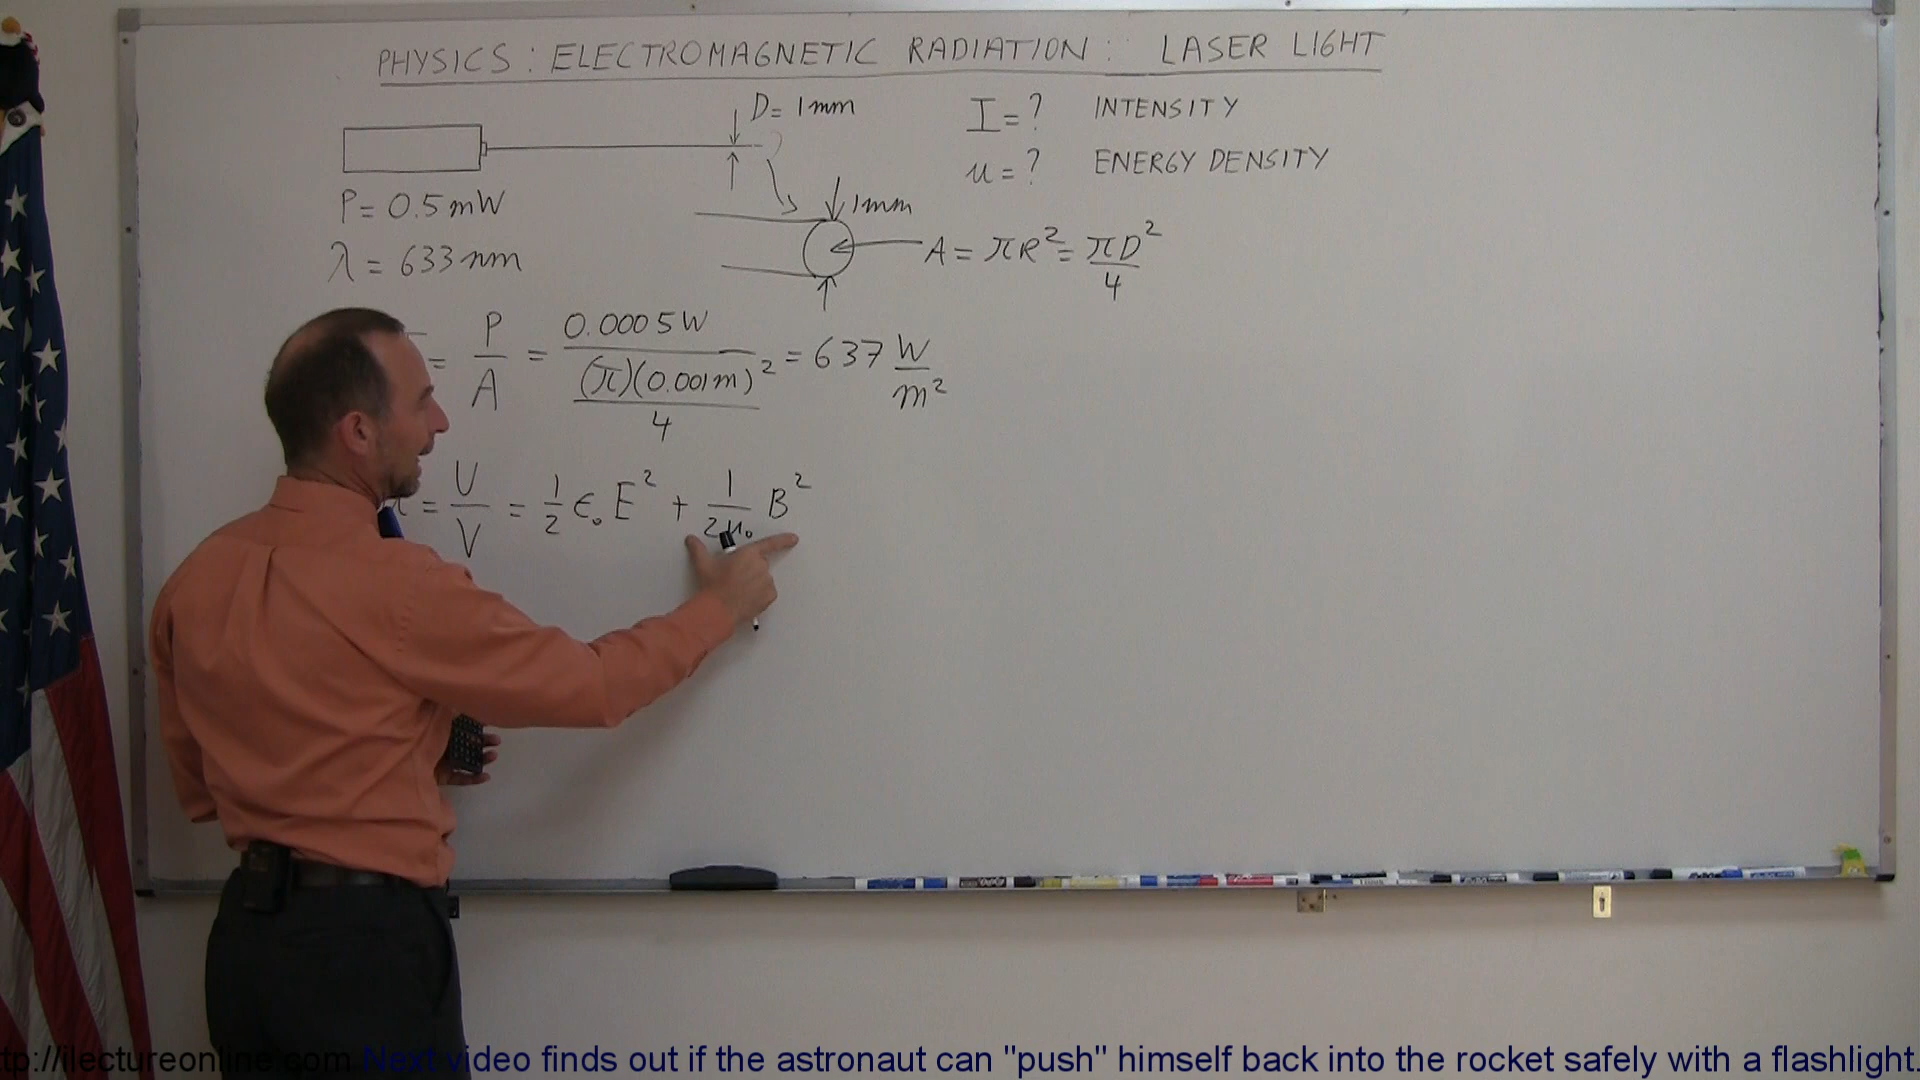 PHYSICS: ELECTROMAGNETIC RADIATION: LASER LIGHT
D = 1mm
I = ? INTENSITY
u = ? ENERGY DENSITY
P = 0.5 mW
1mm
λ = 633 nm
A = πR² = πD²/4
= P/A = 0.0005 W / (π)(0.001m)²/4 = 637 W/m²
= U/V = 1/2 ε₀ E² + 1/2μ₀ B²
tp://ilectureonline.com Next video finds out if the astronaut can "push" himself back into the rocket safely with a flashlight.